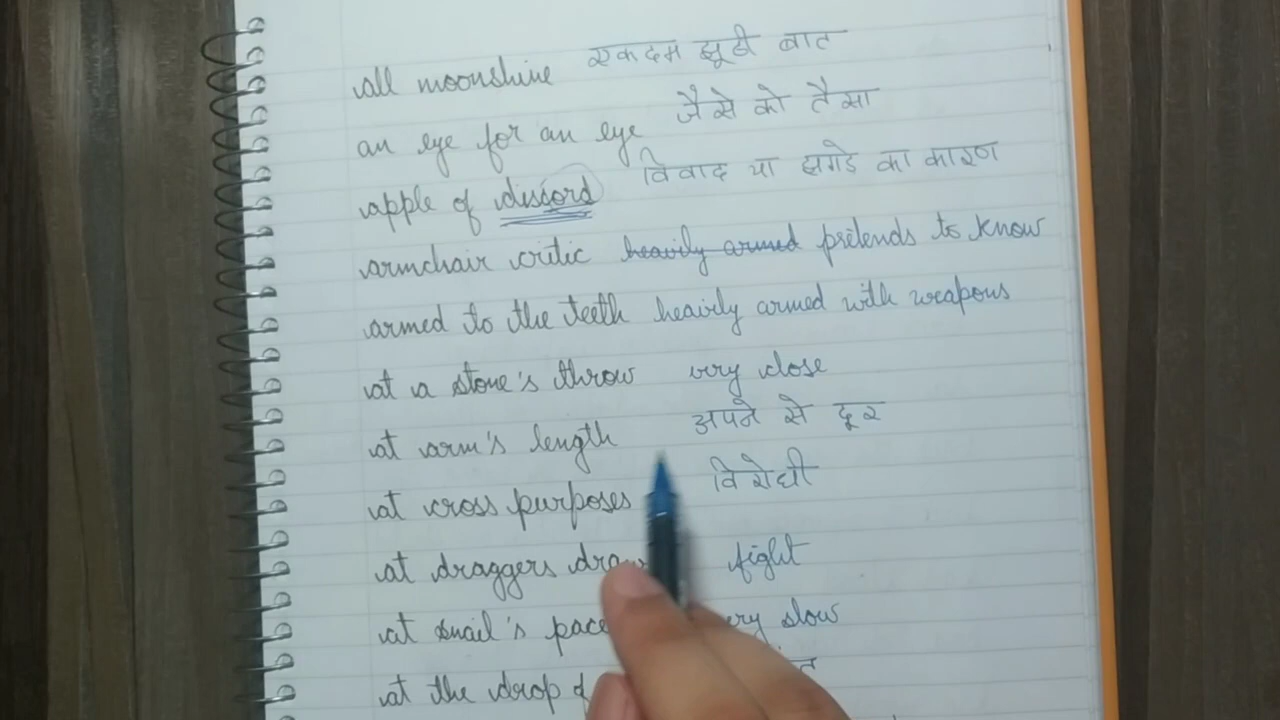 all moonshine एकदम झूठी बात
an eye for an eye जैसे को तैसा
apple of discord विवाद या झगडे का कारण
armchair critic heavily armed pretends to know
armed to the teeth heavily armed with weapons
at a stone's throw very close
at arm's length अपने से दूर
at cross purposes विरोधी
at draggers fight
at snail's pace slow
at the drop